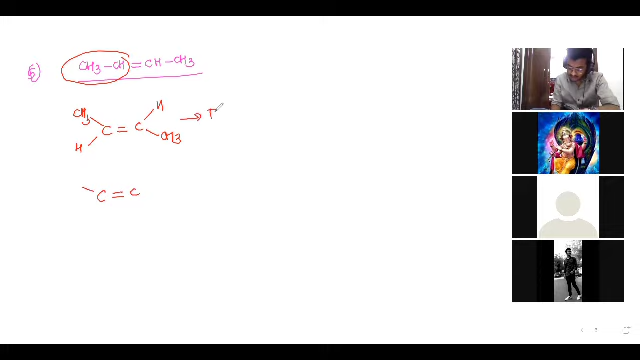 5) CH3-CH=CH-CH3
CH3 H
C=C → T
H CH3
C=C